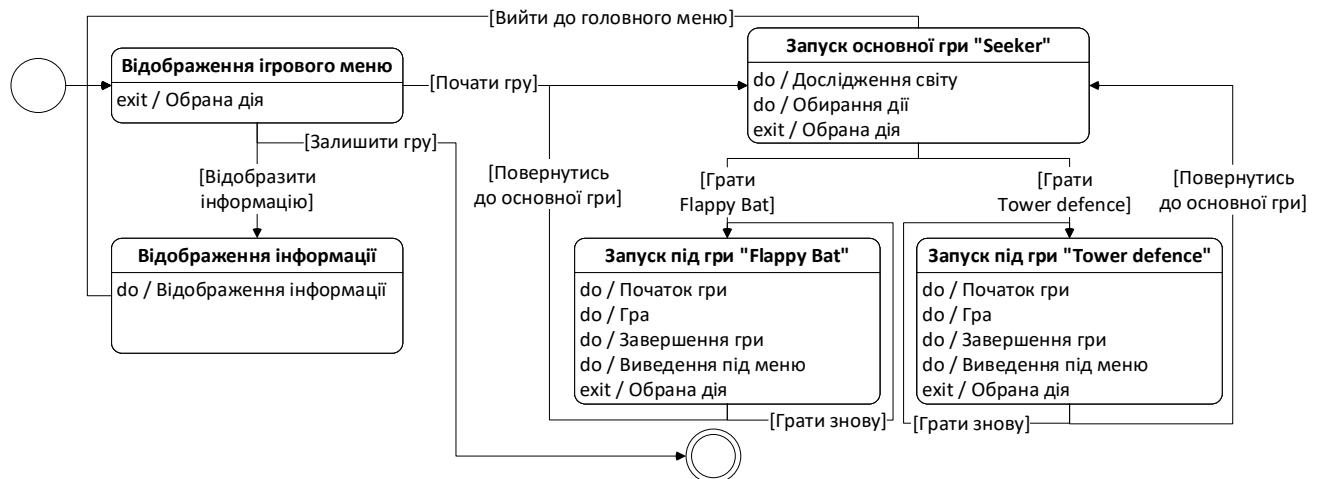 [Вийти до головного меню]
Відображення ігрового меню
exit / Обрана дія
[Почати гру]
Запуск основної гри "Seeker"
do / Дослідження світу
do / Обирання дії
exit / Обрана дія
[Залишити гру]
[Відобразити
інформацію]
[Повернутись
до основної гри]
[Грати
Flappy Bat]
[Грати
Tower defence]
[Повернутись
до основної гри]
Відображення інформації
do / Відображення інформації
Запуск під гри "Flappy Bat"
do / Початок гри
do / Гра
do / Завершення гри
do / Виведення під меню
exit / Обрана дія
[Грати знову]
Запуск під гри "Tower defence"
do / Початок гри
do / Гра
do / Завершення гри
do / Виведення під меню
exit / Обрана дія
[Грати знову]